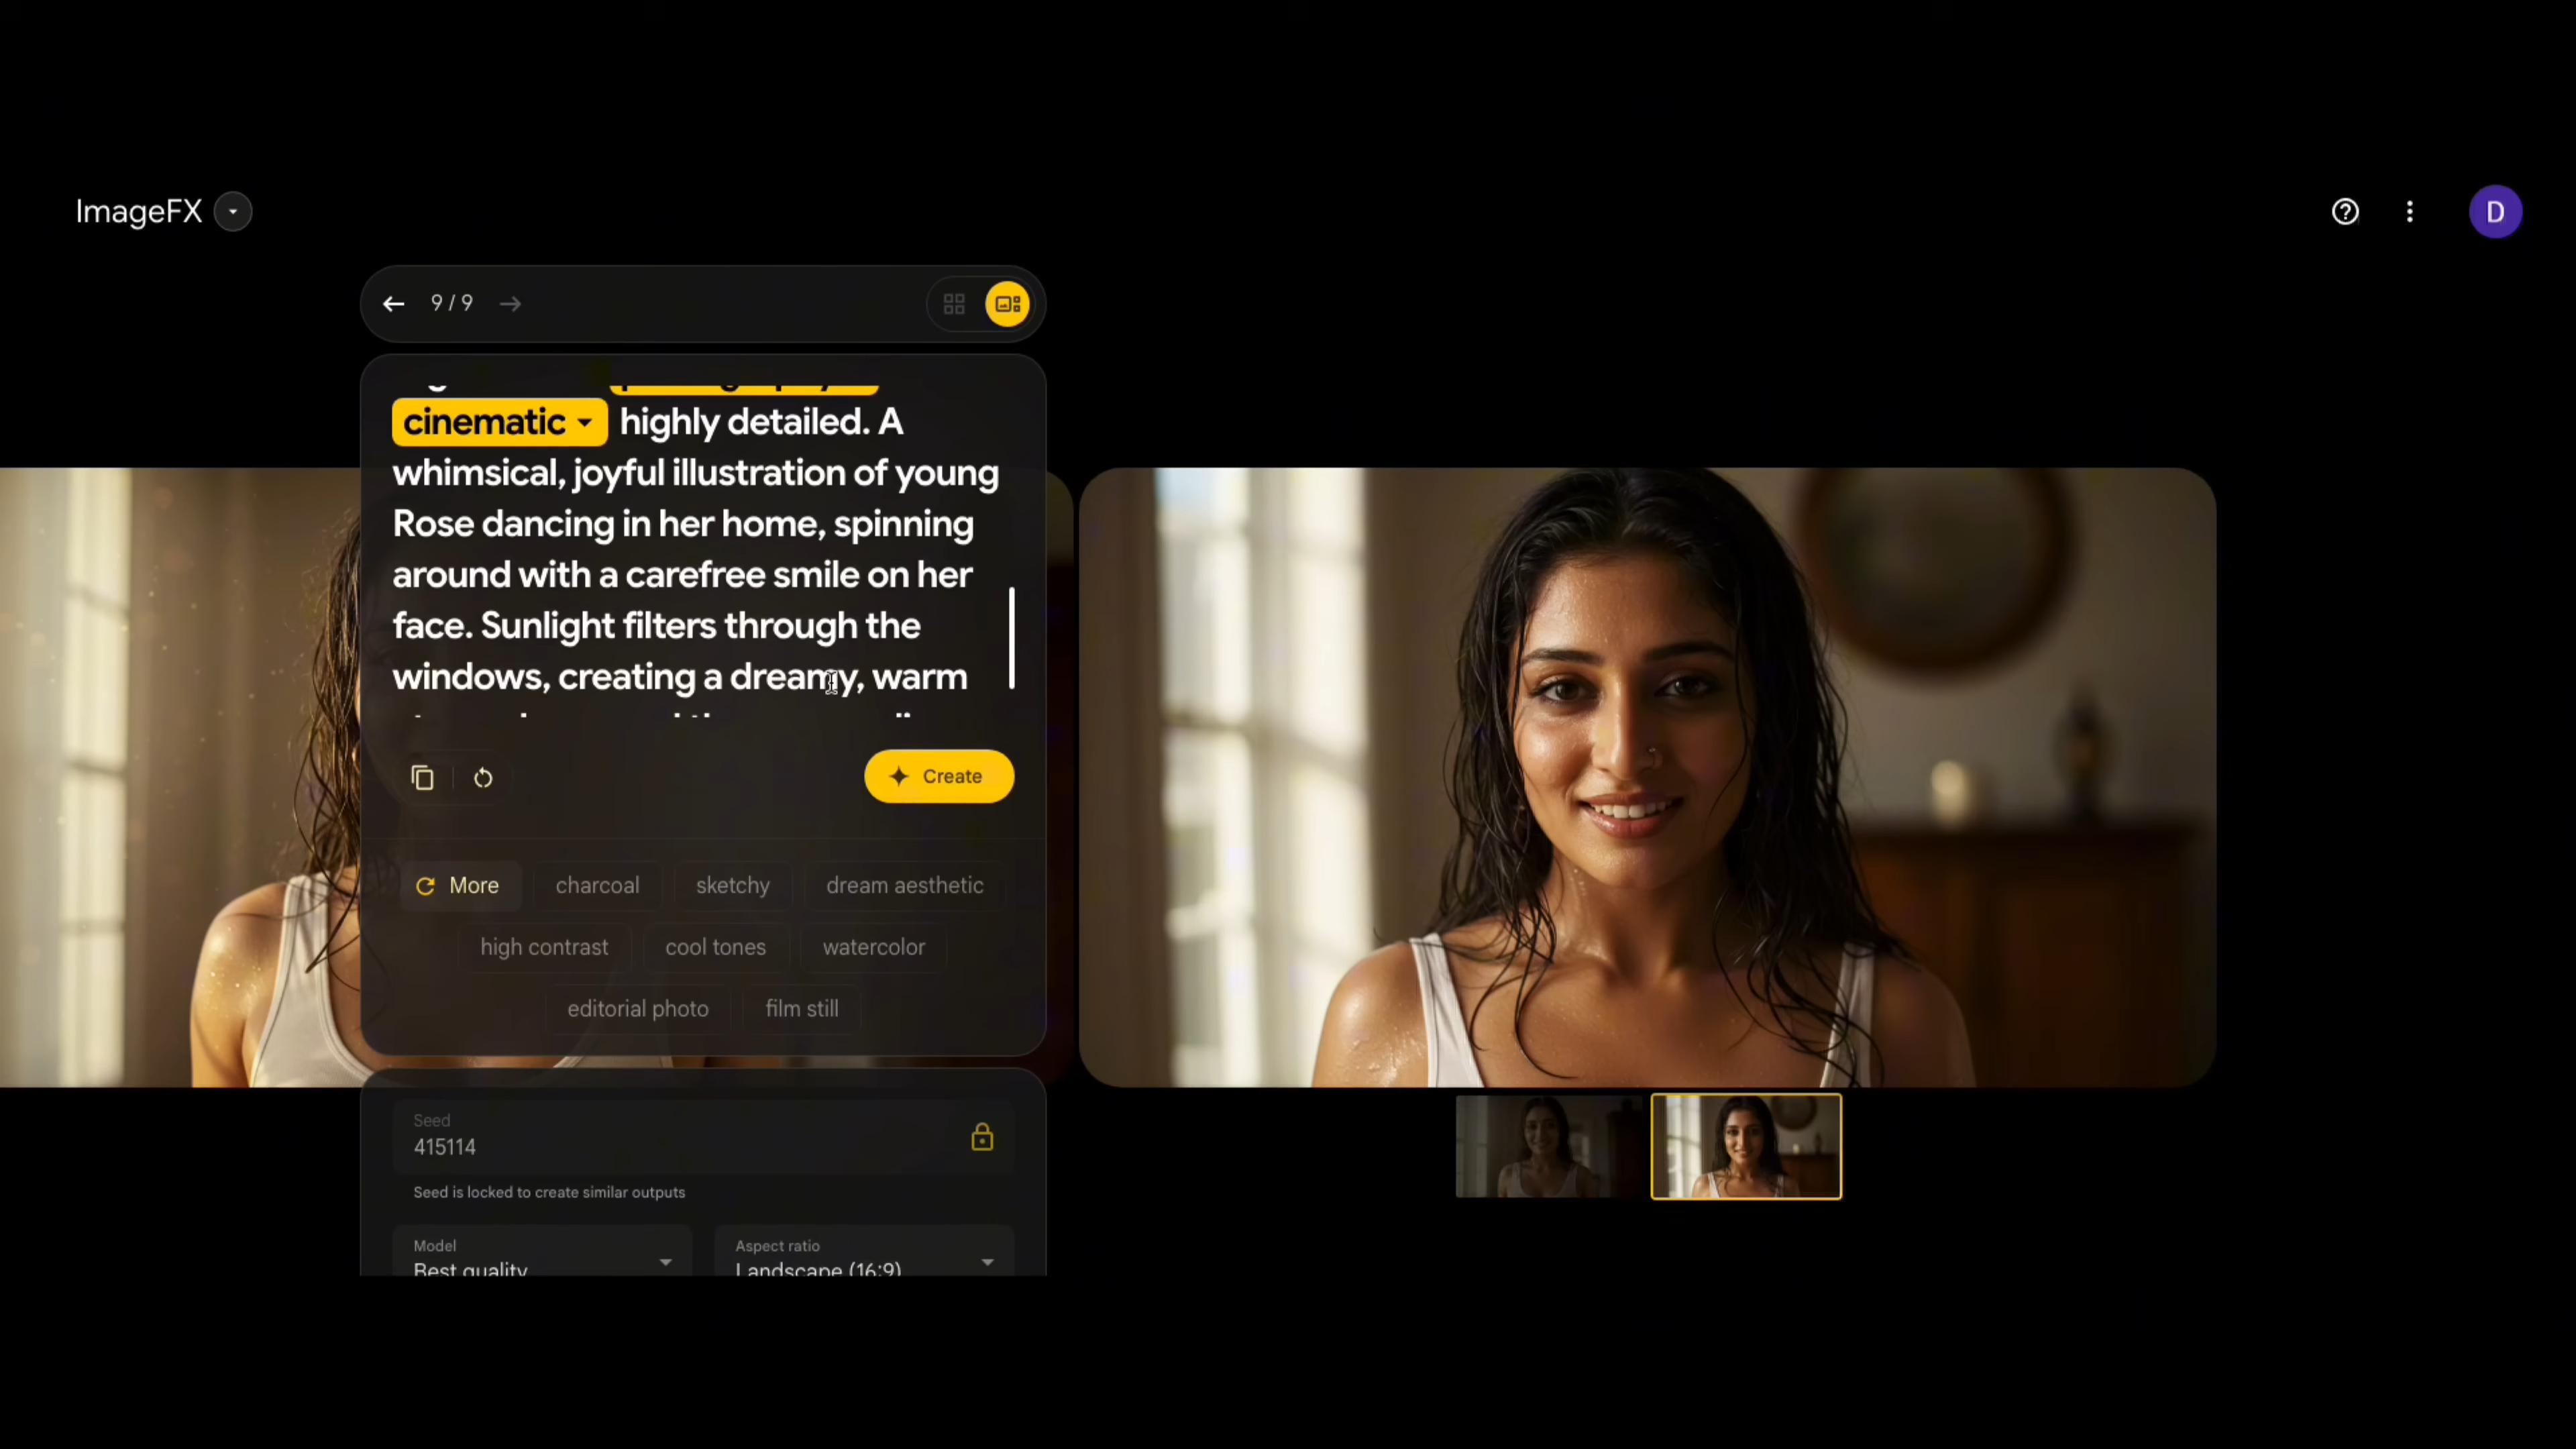 ImageFX
D
9 / 9
cinematic highly detailed. A
whimsical, joyful illustration of young
Rose dancing in her home, spinning
around with a carefree smile on her
face. Sunlight filters through the
windows, creating a dreamy, warm
Create
More
charcoal
sketchy
dream aesthetic
high contrast
cool tones
watercolor
editorial photo
film still
Seed
415114
Seed is locked to create similar outputs
Model
Best quality
Aspect ratio
Landscape (16:9)